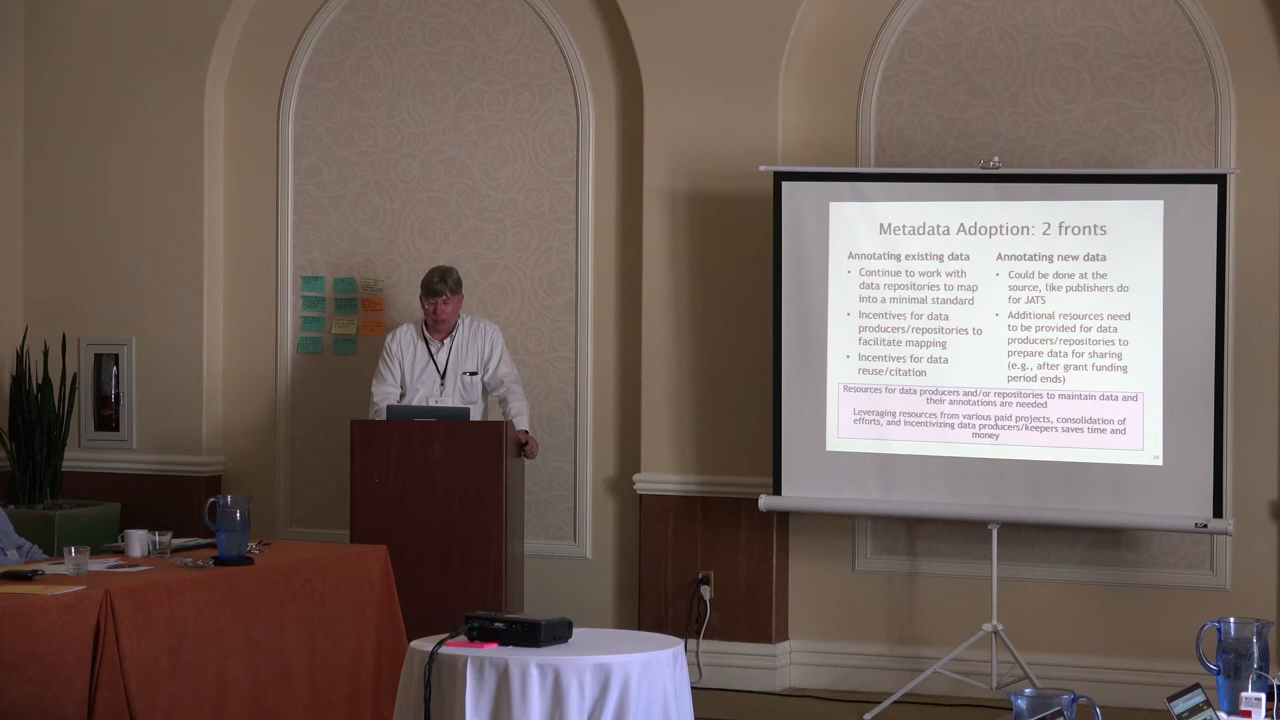 Metadata Adoption: 2 fronts
Annotating existing data
• Continue to work with
data repositories to map
into a minimal standard
• Incentives for data
producers/repositories to
facilitate mapping
• Incentives for data
reuse/citation
Annotating new data
• Could be done at the
source, like publishers do
for JATS
• Additional resources need
to be provided for data
producers/repositories to
prepare data for sharing
(e.g., after grant funding
period ends)
Resources for data producers and/or repositories to maintain data and
their annotations are needed
Leveraging resources from various paid projects, consolidation of
efforts, and incentivizing data producers/keepers saves time and
money
24